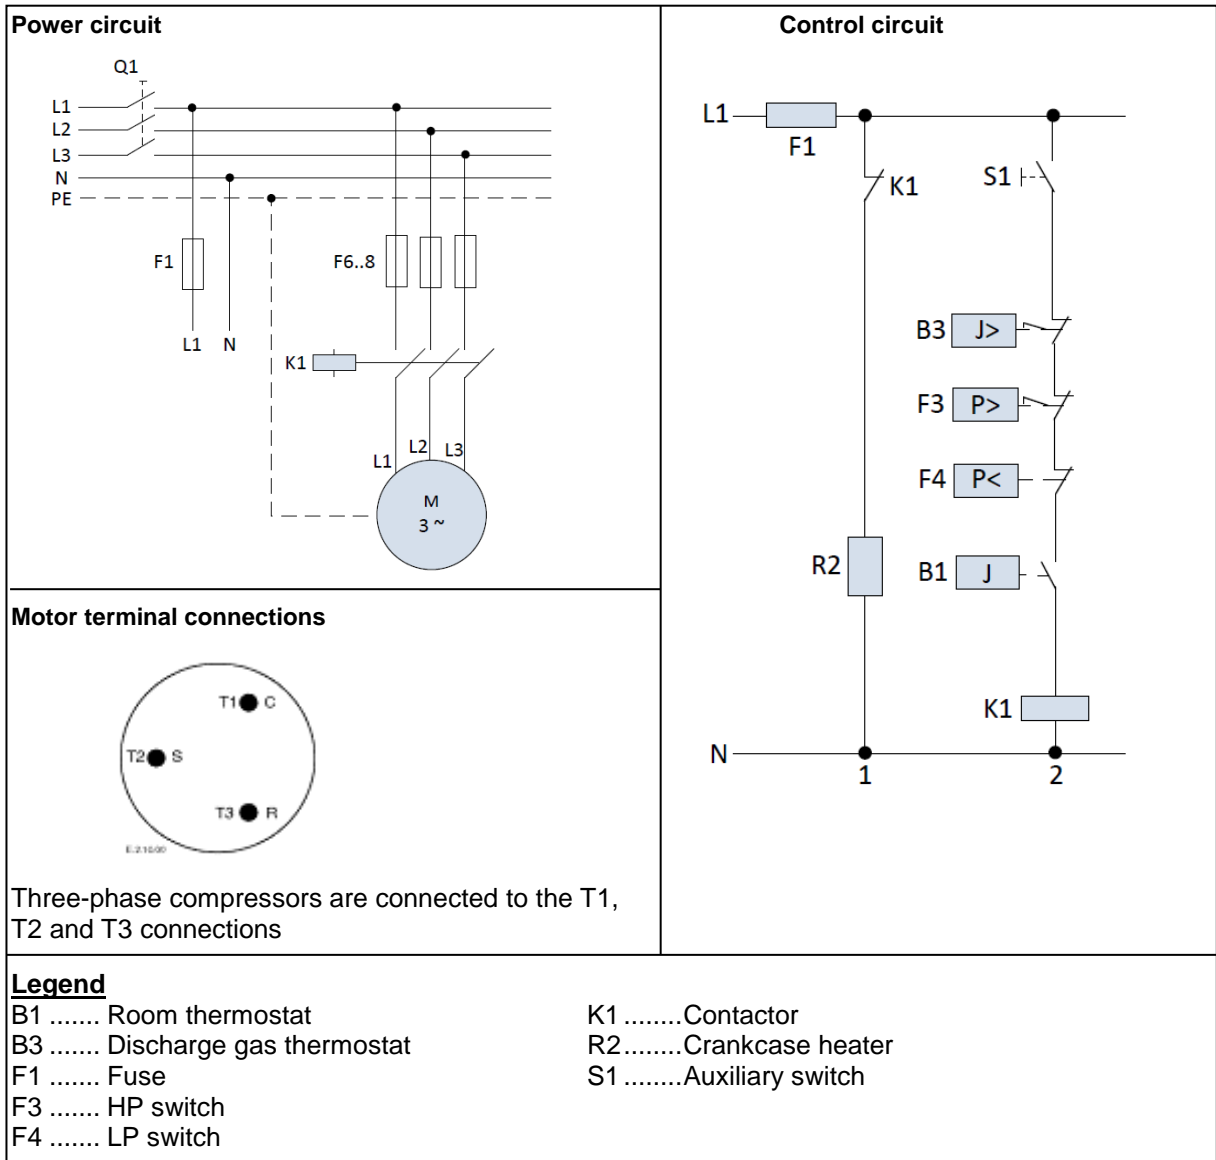 Power circuit
Q1
L1
L2
L3
N
PE
F1
F6..8
L1 N
K1
L1 L2 L3
M
3 ~
Motor terminal connections
T1 C
T2 S
T3 R
Three-phase compressors are connected to the T1,
T2 and T3 connections
Control circuit
L1
F1
K1
S1
B3 J>
F3 P>
F4 P<
R2
B1 J
K1
N
1 2
Legend
B1 ....... Room thermostat
B3 ....... Discharge gas thermostat
F1 ....... Fuse
F3 ....... HP switch
F4 ....... LP switch
K1 ........Contactor
R2........Crankcase heater
S1 ........Auxiliary switch